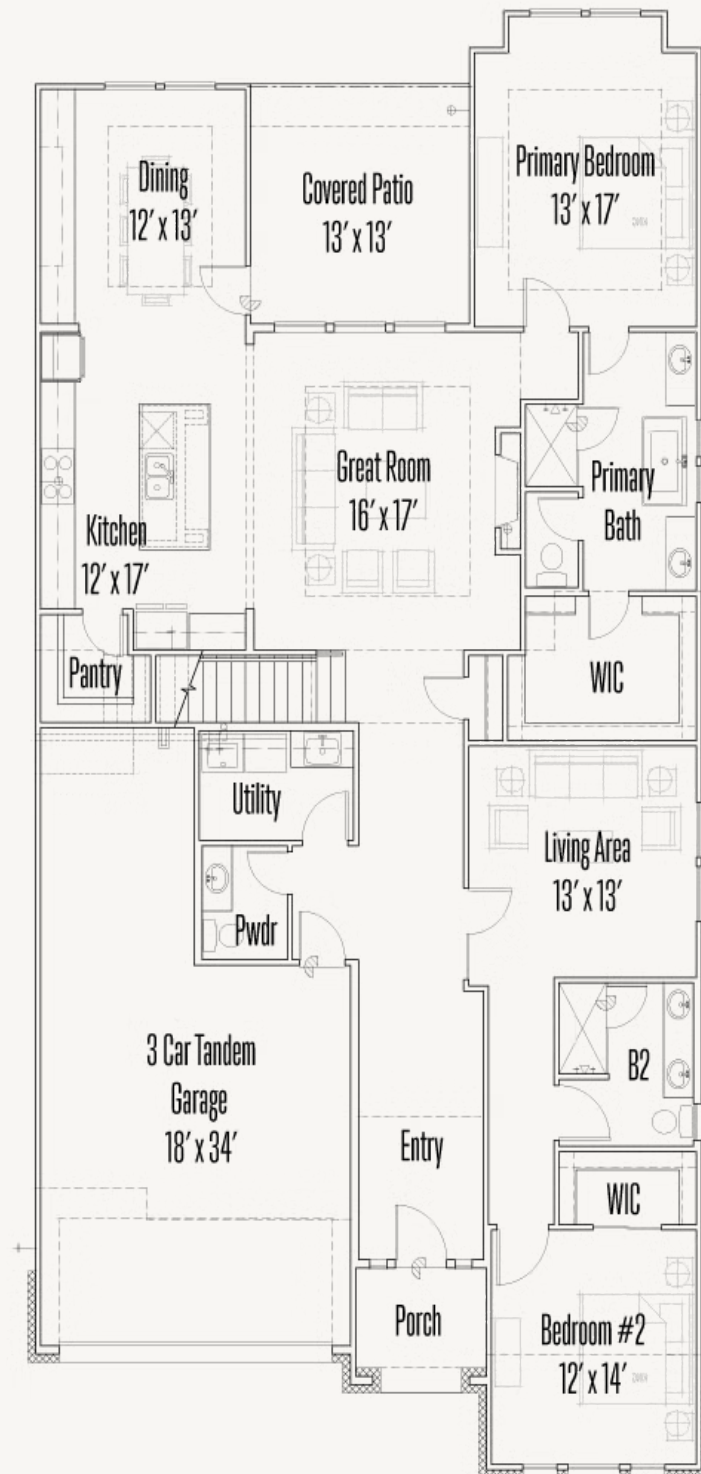 Dining
12' x 13'
Covered Patio
13' x 13'
Primary Bedroom
13' x 17'
Great Room
16' x 17'
Primary
Bath
Kitchen
12' x 17'
Pantry
WIC
Utility
Living Area
13' x 13'
Pwdr
3 Car Tandem
Garage
18' x 34'
B2
Entry
WIC
Porch
Bedroom #2
12' x 14'